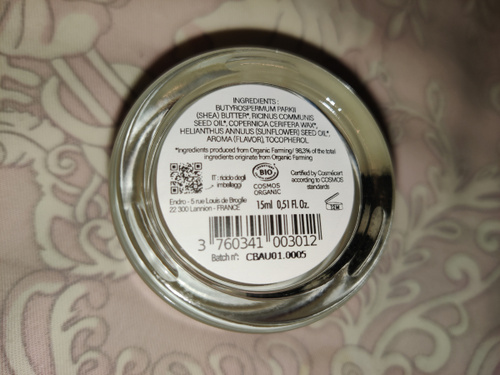 INGREDIENTS :
BUTYROSPERMUM PARKII
(SHEA) BUTTER*, RICINUS COMMUNIS
SEED OIL*, COPERNICIA CERIFERA WAX*,
HELIANTHUS ANNUUS (SUNFLOWER) SEED OIL*,
AROMA (FLAVOR), TOCOPHEROL
*Ingredients produced from Organic Farming/ 98,3% of the total
ingredients originate from Organic Farming
IT : riciclo degli
imballaggi
BIO
COSMOS
ORGANIC
Certified by Cosmécert
according to COSMOS
standards
Endro - 5 rue Louis de Broglie
22 300 Lannion - FRANCE
15ml 0,51 Fl. Oz.
12M
3 760341 003012
Batch n°: CBAU01.0005